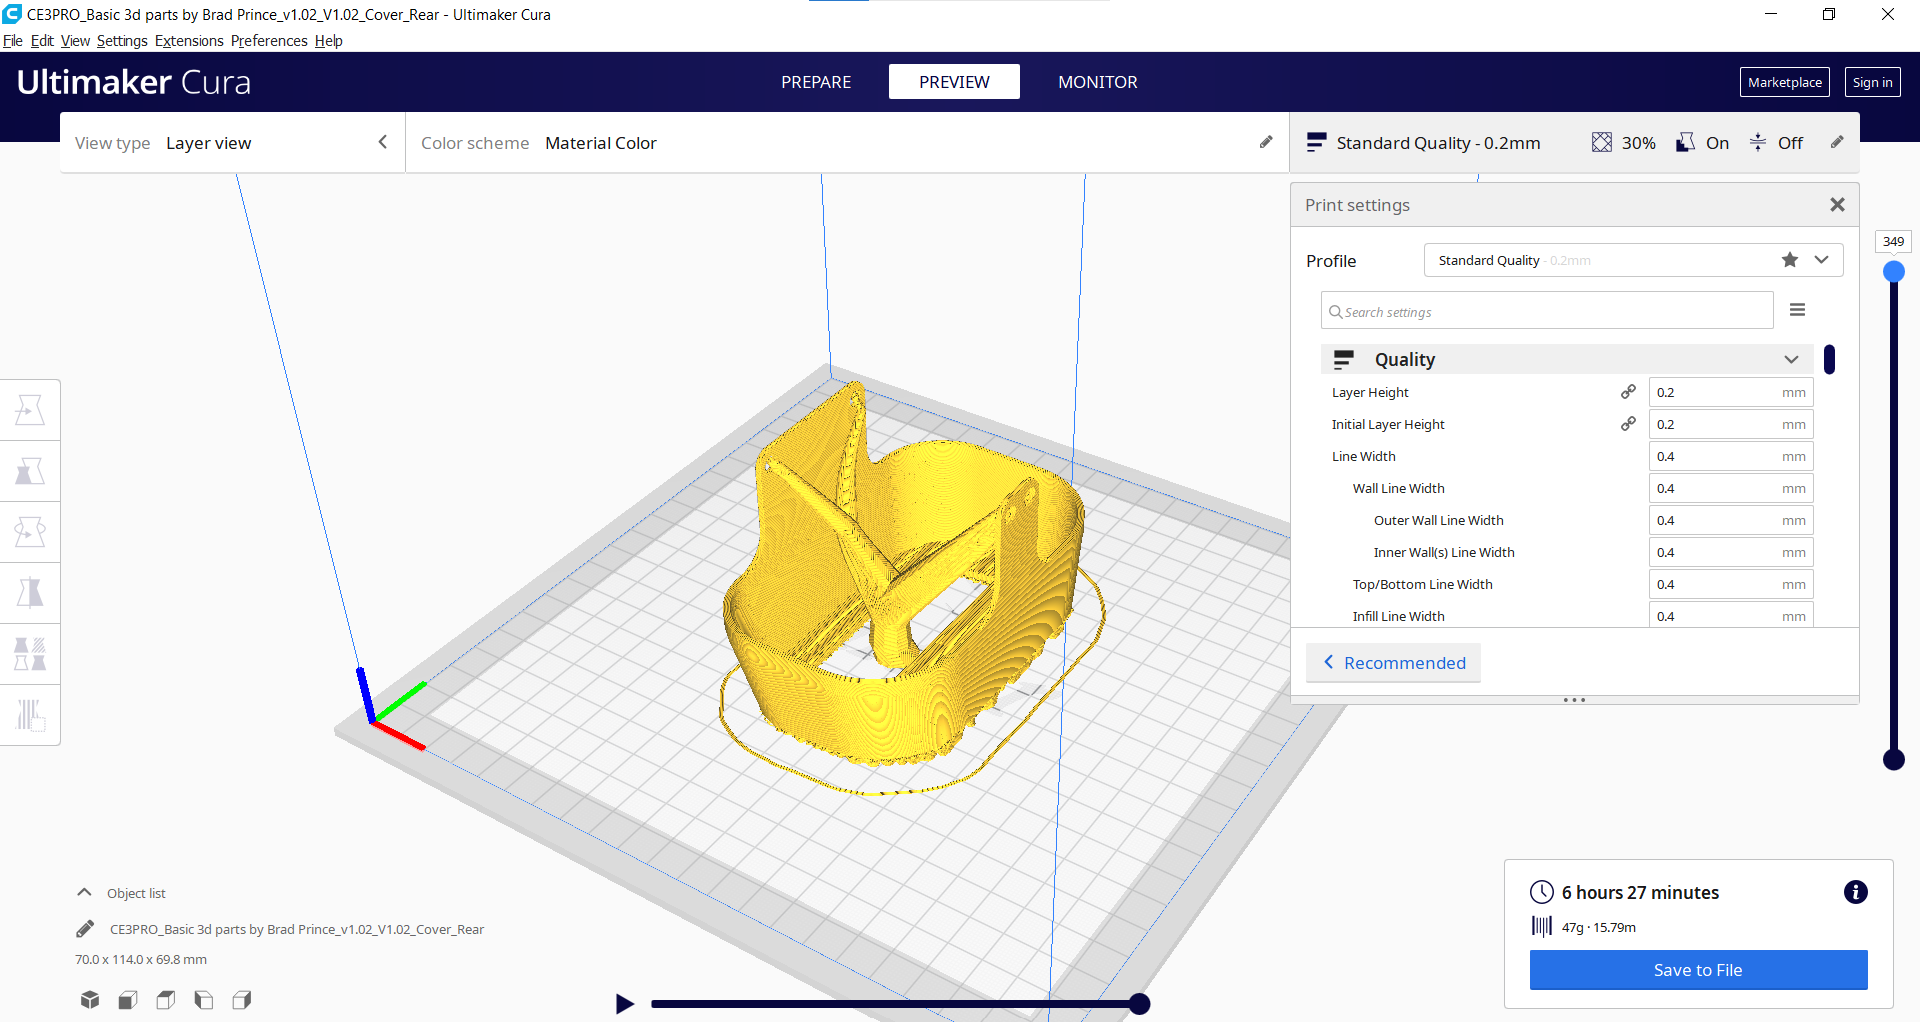 CE3PRO_Basic 3d parts by Brad Prince_v1.02_V1.02_Cover_Rear - Ultimaker Cura
File Edit View Settings Extensions Preferences Help
Ultimaker Cura
PREPARE PREVIEW MONITOR
Marketplace Sign in
View type Layer view
Color scheme Material Color
Standard Quality - 0.2mm 30% On Off
Print settings
349
Profile Standard Quality - 0.2mm
Search settings
Quality
Layer Height 0.2 mm
Initial Layer Height 0.2 mm
Line Width 0.4 mm
Wall Line Width 0.4 mm
Outer Wall Line Width 0.4 mm
Inner Wall(s) Line Width 0.4 mm
Top/Bottom Line Width 0.4 mm
Infill Line Width 0.4 mm
Recommended
Object list
CE3PRO_Basic 3d parts by Brad Prince_v1.02_V1.02_Cover_Rear
70.0 x 114.0 x 69.8 mm
6 hours 27 minutes
47g · 15.79m
Save to File